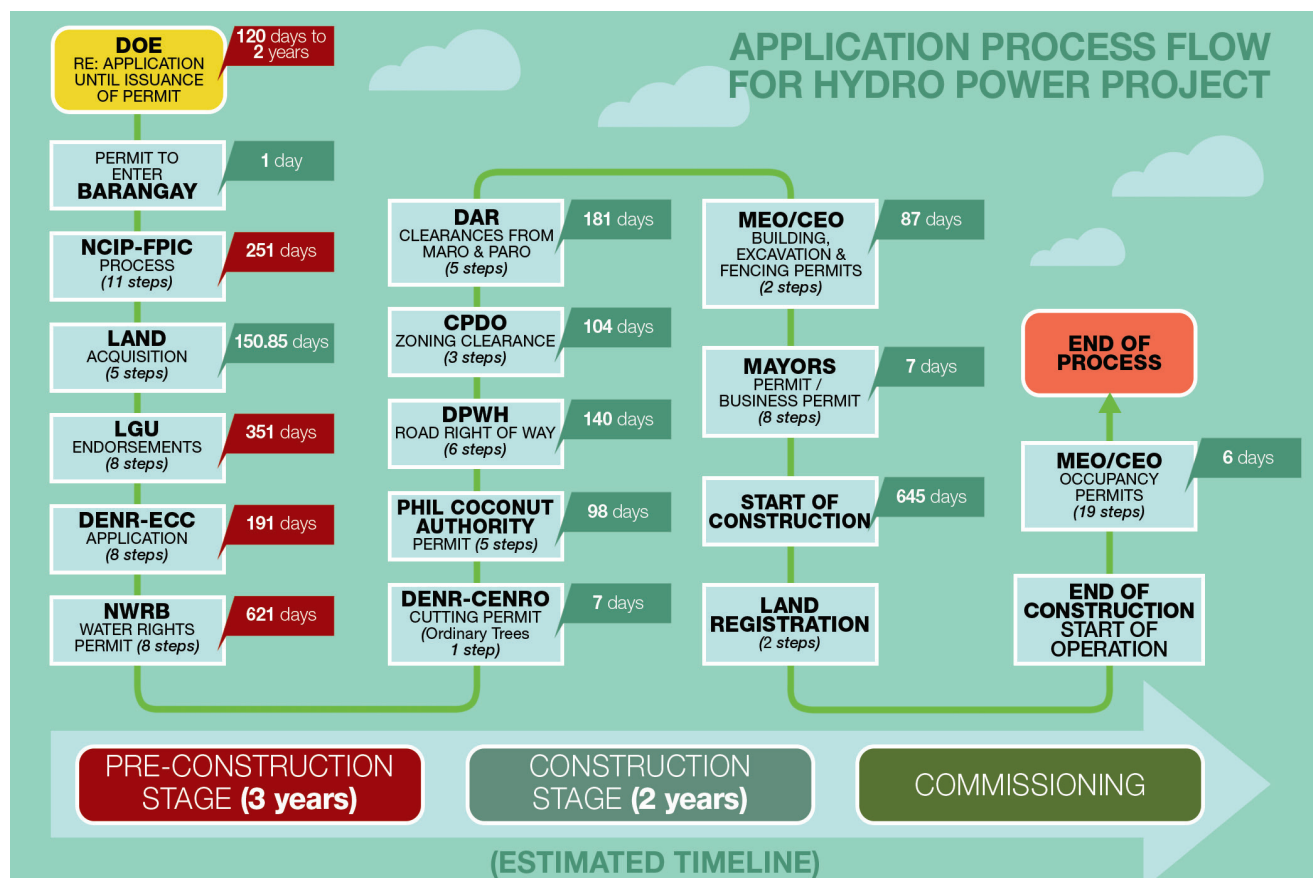 APPLICATION PROCESS FLOW
FOR HYDRO POWER PROJECT
DOE
RE: APPLICATION
UNTIL ISSUANCE
OF PERMIT
120 days to
2 years
PERMIT TO
ENTER
BARANGAY
1 day
NCIP-FPIC
PROCESS
(11 steps)
251 days
LAND
ACQUISITION
(5 steps)
150.85 days
LGU
ENDORSEMENTS
(8 steps)
351 days
DENR-ECC
APPLICATION
(8 steps)
191 days
NWRB
WATER RIGHTS
PERMIT (8 steps)
621 days
DAR
CLEARANCES FROM
MARO & PARO
(5 steps)
181 days
CPDO
ZONING CLEARANCE
(3 steps)
104 days
DPWH
ROAD RIGHT OF WAY
(6 steps)
140 days
PHIL COCONUT
AUTHORITY
PERMIT (5 steps)
98 days
DENR-CENRO
CUTTING PERMIT
(Ordinary Trees
1 step)
7 days
MEO/CEO
BUILDING,
EXCAVATION &
FENCING PERMITS
(2 steps)
87 days
MAYORS
PERMIT /
BUSINESS PERMIT
(8 steps)
7 days
START OF
CONSTRUCTION
645 days
LAND
REGISTRATION
(2 steps)
END OF
PROCESS
MEO/CEO
OCCUPANCY
PERMITS
(19 steps)
6 days
END OF
CONSTRUCTION
START OF
OPERATION
PRE-CONSTRUCTION
STAGE (3 years)
CONSTRUCTION
STAGE (2 years)
COMMISSIONING
(ESTIMATED TIMELINE)